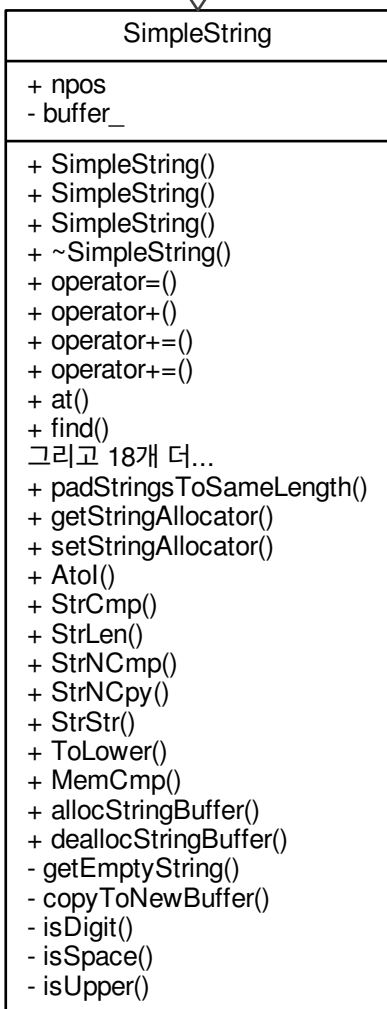 SimpleString
+ npos
- buffer_
+ SimpleString()
+ SimpleString()
+ SimpleString()
+ ~SimpleString()
+ operator=()
+ operator+()
+ operator+=()
+ operator+=()
+ at()
+ find()
그리고 18개 더...
+ padStringsToSameLength()
+ getStringAllocator()
+ setStringAllocator()
+ AtoI()
+ StrCmp()
+ StrLen()
+ StrNCmp()
+ StrNCpy()
+ StrStr()
+ ToLower()
+ MemCmp()
+ allocStringBuffer()
+ deallocStringBuffer()
- getEmptyString()
- copyToNewBuffer()
- isDigit()
- isSpace()
- isUpper()